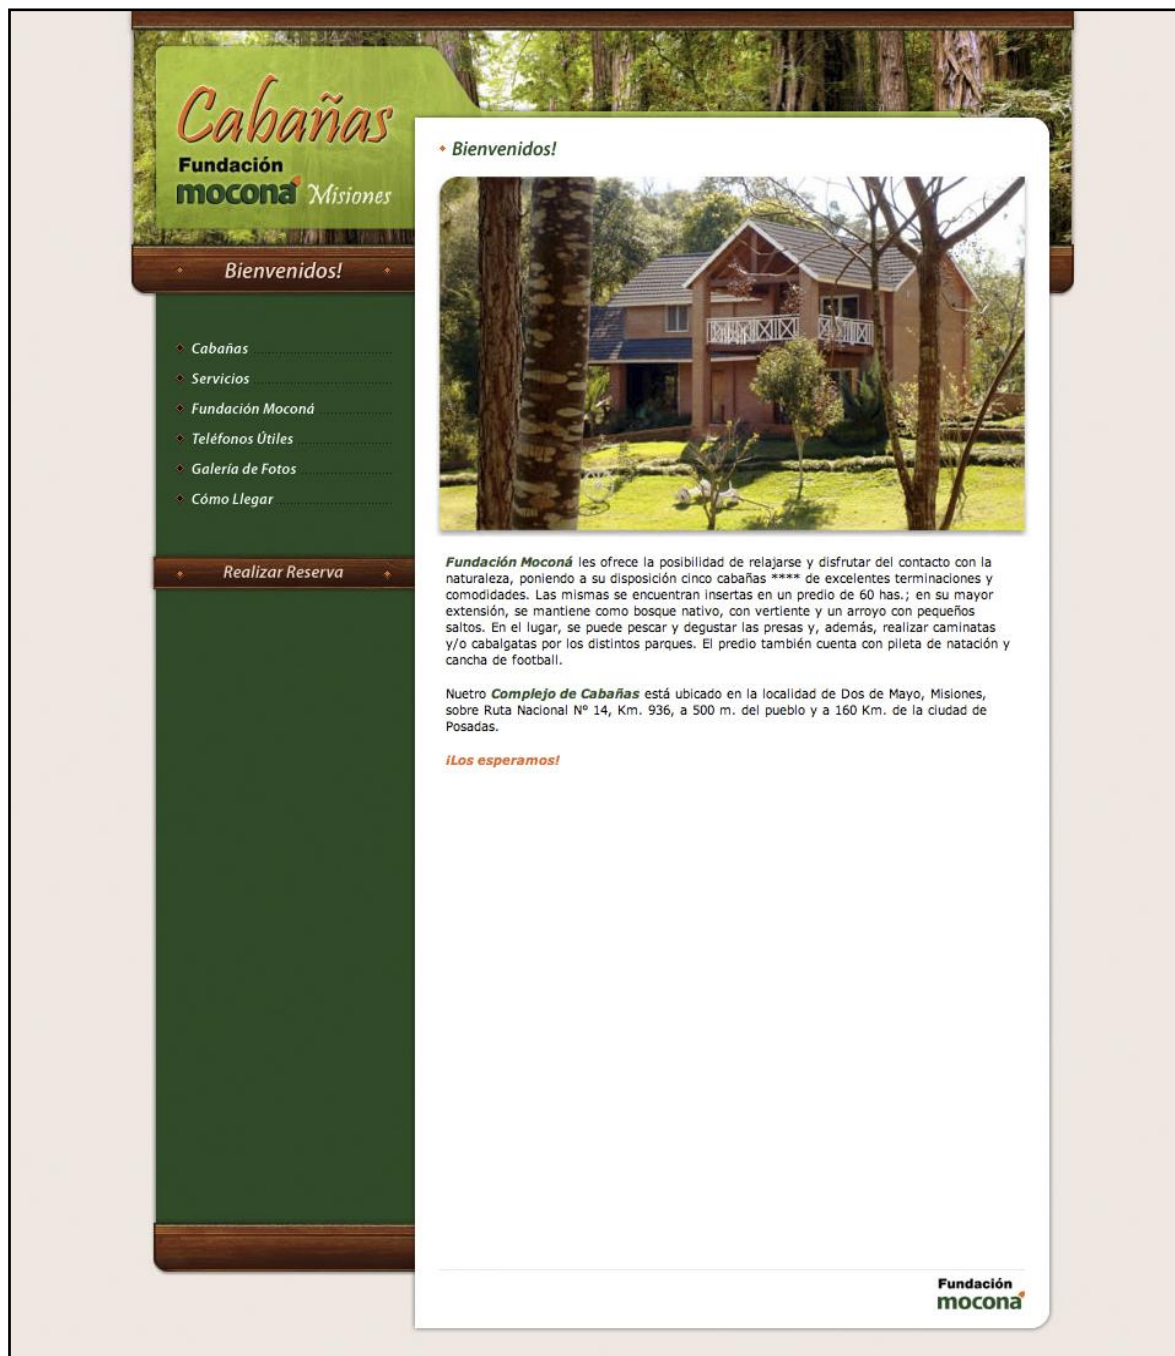 Cabañas
Fundación
moconá Misiones
Bienvenidos!
Cabañas
Servicios
Fundación Moconá
Teléfonos Útiles
Galería de Fotos
Cómo Llegar
Realizar Reserva
Bienvenidos!
Fundación Moconá les ofrece la posibilidad de relajarse y disfrutar del contacto con la
naturaleza, poniendo a su disposición cinco cabañas **** de excelentes terminaciones y
comodidades. Las mismas se encuentran insertas en un predio de 60 has.; en su mayor
extensión, se mantiene como bosque nativo, con vertiente y un arroyo con pequeños
saltos. En el lugar, se puede pescar y degustar las presas y, además, realizar caminatas
y/o cabalgatas por los distintos parques. El predio también cuenta con pileta de natación y
cancha de football.
Nuetro Complejo de Cabañas está ubicado en la localidad de Dos de Mayo, Misiones,
sobre Ruta Nacional Nº 14, Km. 936, a 500 m. del pueblo y a 160 Km. de la ciudad de
Posadas.
¡Los esperamos!
Fundación
moconá